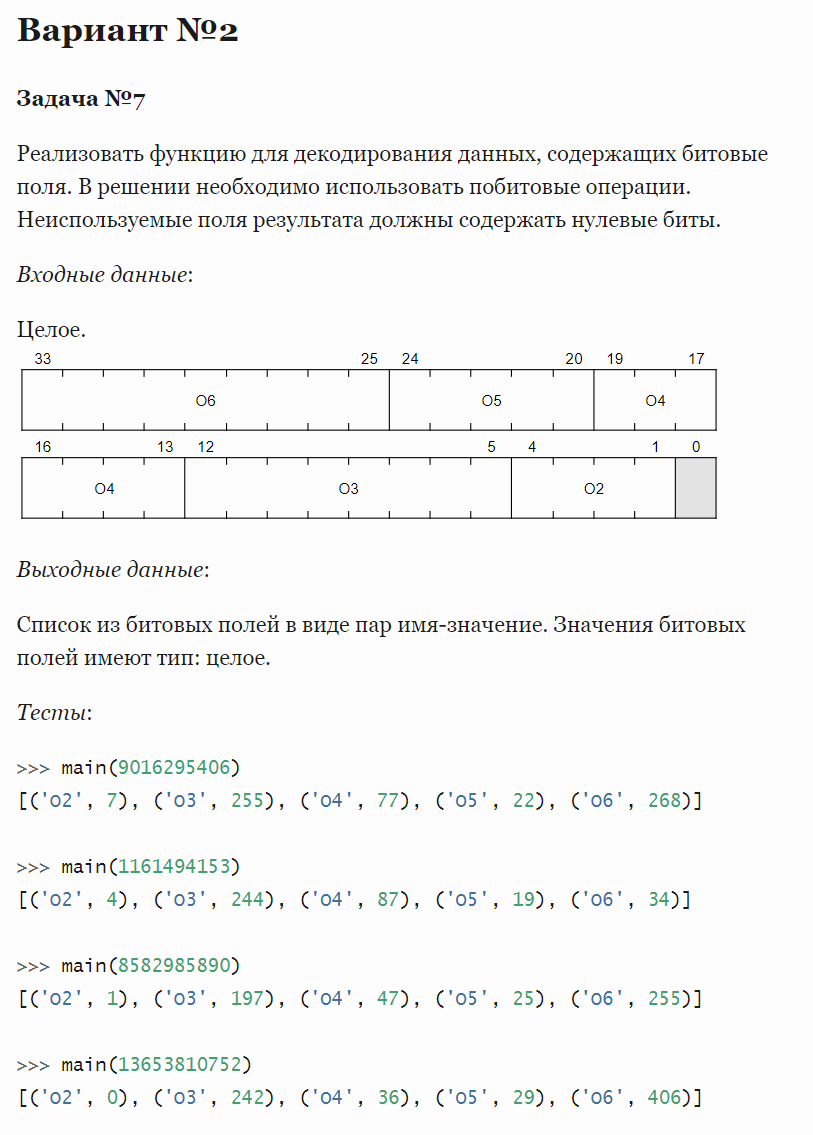 Вариант №2
Задача №7
Реализовать функцию для декодирования данных, содержащих битовые
поля. В решении необходимо использовать побитовые операции.
Неиспользуемые поля результата должны содержать нулевые биты.
Входные данные:
Целое.
33 25 24 20 19 17
O6 O5 O4
16 13 12 5 4 1 0
O4 O3 O2
Выходные данные:
Список из битовых полей в виде пар имя-значение. Значения битовых
полей имеют тип: целое.
Тесты:
>>> main(9016295406)
[('O2', 7), ('O3', 255), ('O4', 77), ('O5', 22), ('O6', 268)]
>>> main(1161494153)
[('O2', 4), ('O3', 244), ('O4', 87), ('O5', 19), ('O6', 34)]
>>> main(8582985890)
[('O2', 1), ('O3', 197), ('O4', 47), ('O5', 25), ('O6', 255)]
>>> main(13653810752)
[('O2', 0), ('O3', 242), ('O4', 36), ('O5', 29), ('O6', 406)]